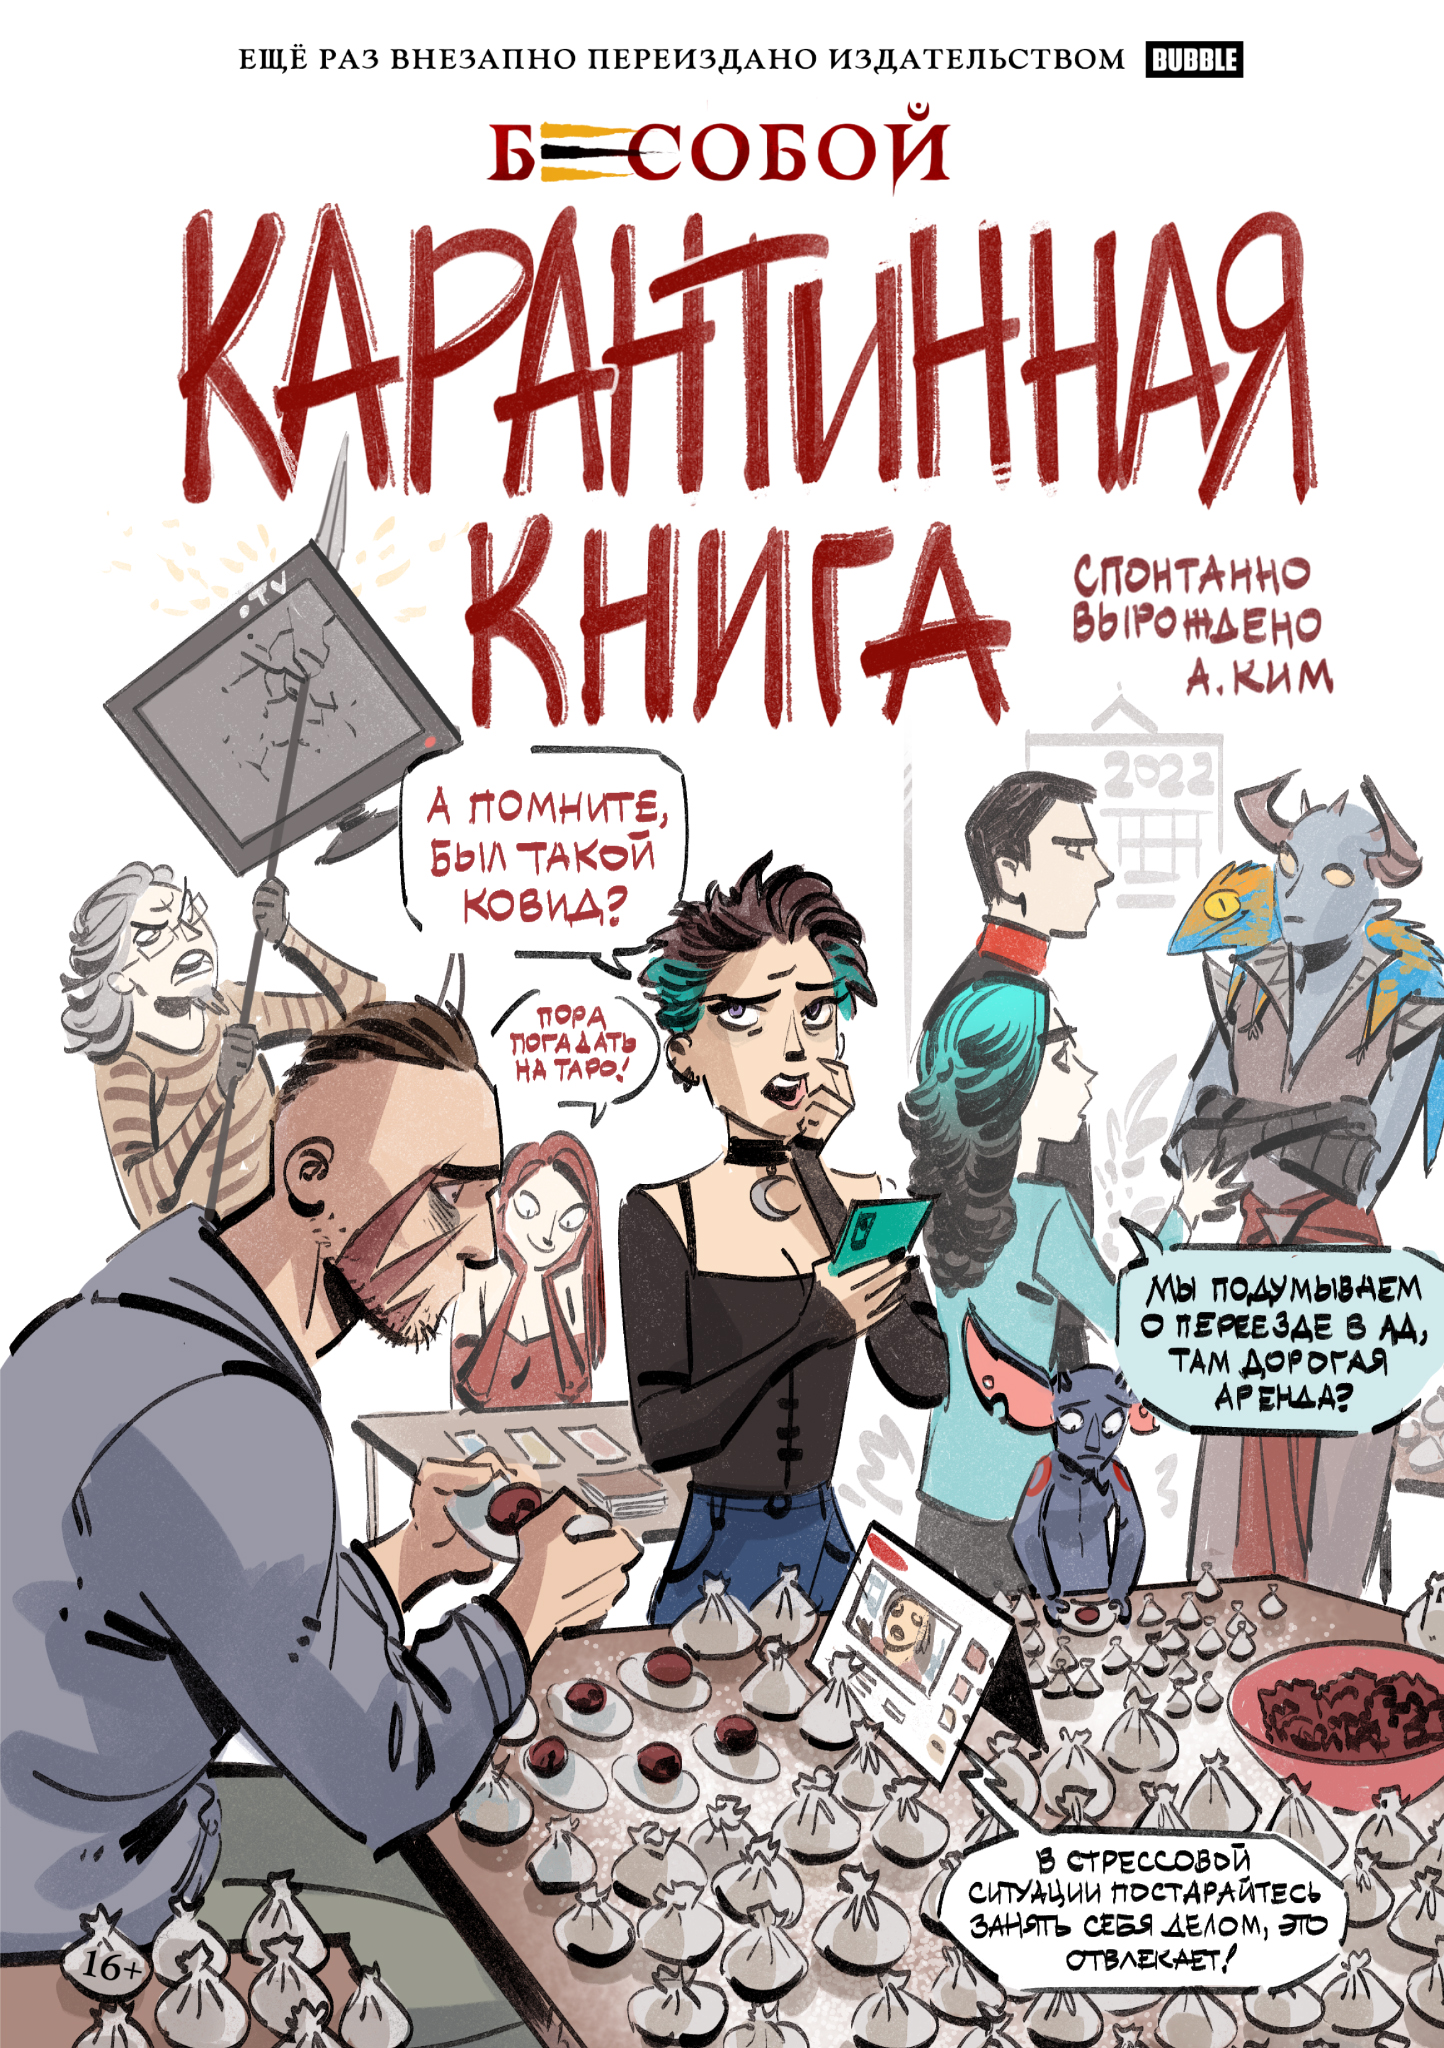 ЕЩЁ РАЗ ВНЕЗАПНО ПЕРЕИЗДАНО ИЗДАТЕЛЬСТВОМ BUBBLE
БЕСОБОЙ
КАРАНТИННАЯ
КНИГА
СПОНТАННО
ВЫРОЖДЕНО
А. КИМ
.TV
2022
А ПОМНИТЕ,
БЫЛ ТАКОЙ
КОВИД?
ПОРА
ПОГАДАТЬ
НА ТАРО!
МЫ ПОДУМЫВАЕМ
О ПЕРЕЕЗДЕ В АД,
ТАМ ДОРОГАЯ
АРЕНДА?
В СТРЕССОВОЙ
СИТУАЦИИ ПОСТАРАЙТЕСЬ
ЗАНЯТЬ СЕБЯ ДЕЛОМ, ЭТО
ОТВЛЕКАЕТ!
16+